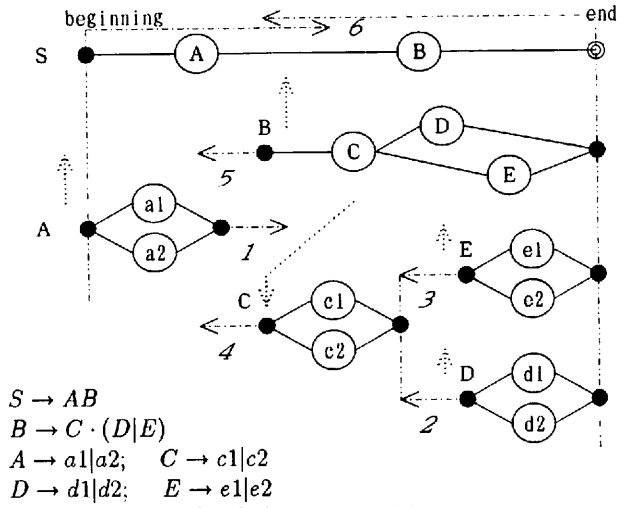 beginning
end
6
S
A
B
B
C
D
E
5
A
a1
a2
1
E
e1
e2
3
C
c1
c2
4
D
d1
d2
2
S → AB
B → C · (D|E)
A → a1|a2; C → c1|c2
D → d1|d2; E → e1|e2